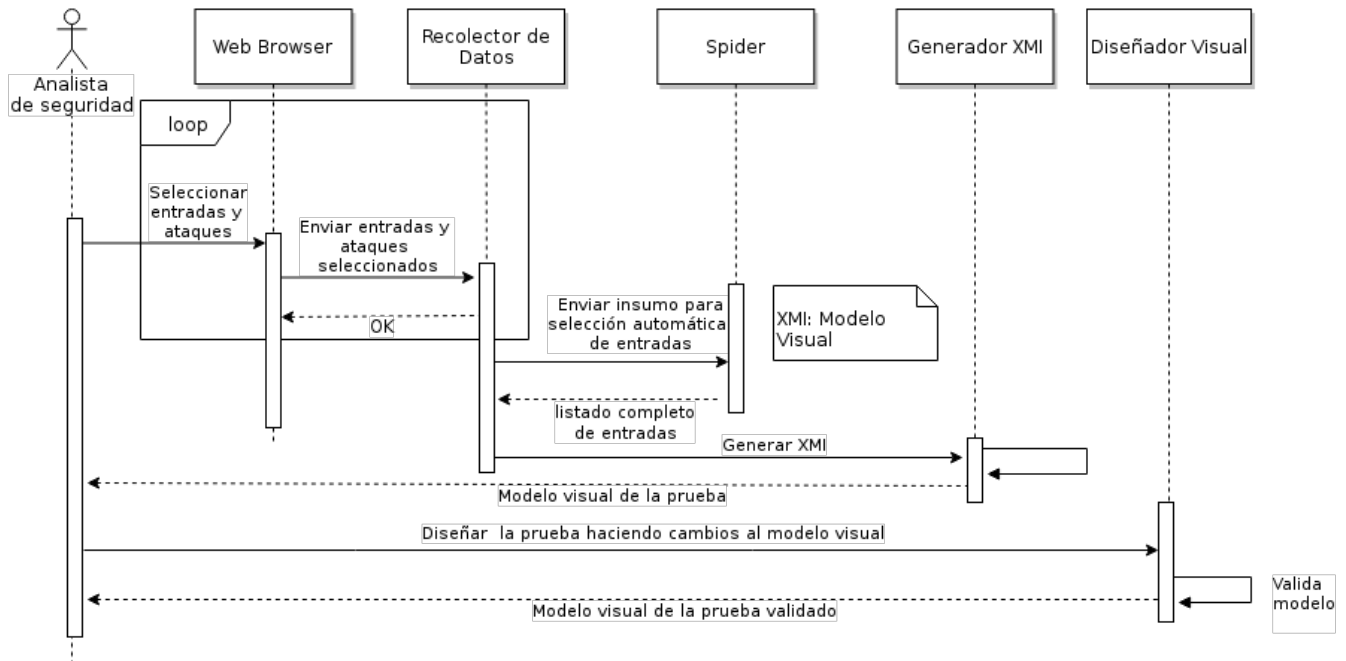 Analista
de seguridad
Web Browser
Recolector de
Datos
Spider
Generador XMI
Diseñador Visual
loop
Seleccionar
entradas y
ataques
Enviar entradas y
ataques
seleccionados
OK
Enviar insumo para
selección automática
de entradas
XMI: Modelo
Visual
listado completo
de entradas
Generar XMI
Modelo visual de la prueba
Diseñar la prueba haciendo cambios al modelo visual
Valida
modelo
Modelo visual de la prueba validado